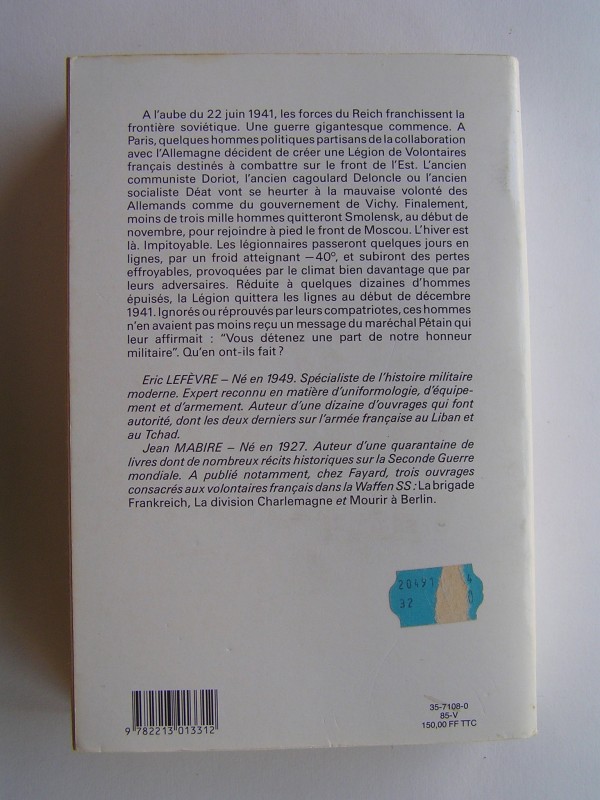 A l'aube du 22 juin 1941, les forces du Reich franchissent la
frontière soviétique. Une guerre gigantesque commence. A
Paris, quelques hommes politiques partisans de la collaboration
avec l'Allemagne décident de créer une Légion de Volontaires
français destinés à combattre sur le front de l'Est. L'ancien
communiste Doriot, l'ancien cagoulard Deloncle ou l'ancien
socialiste Déat vont se heurter à la mauvaise volonté des
Allemands comme du gouvernement de Vichy. Finalement,
moins de trois mille hommes quitteront Smolensk, au début de
novembre, pour rejoindre à pied le front de Moscou. L'hiver est
là. Impitoyable. Les légionnaires passeront quelques jours en
lignes, par un froid atteignant —40°, et subiront des pertes
effroyables, provoquées par le climat bien davantage que par
leurs adversaires. Réduite à quelques dizaines d'hommes
épuisés, la Légion quittera les lignes au début de décembre
1941. Ignorés ou réprouvés par leurs compatriotes, ces hommes
n'en avaient pas moins reçu un message du maréchal Pétain qui
leur affirmait : "Vous détenez une part de notre honneur
militaire". Qu'en ont-ils fait ?
Eric LEFÈVRE – Né en 1949. Spécialiste de l'histoire militaire
moderne. Expert reconnu en matière d'uniformologie, d'équipe-
ment et d'armement. Auteur d'une dizaine d'ouvrages qui font
autorité, dont les deux derniers sur l'armée française au Liban et
au Tchad.
Jean MABIRE – Né en 1927. Auteur d'une quarantaine de
livres dont de nombreux récits historiques sur la Seconde Guerre
mondiale. A publié notamment, chez Fayard, trois ouvrages
consacrés aux volontaires français dans la Waffen SS : La brigade
Frankreich, La division Charlemagne et Mourir à Berlin.
20491 4
32 0
35-7108-0
85-V
150,00 FF TTC
9 782213 013312